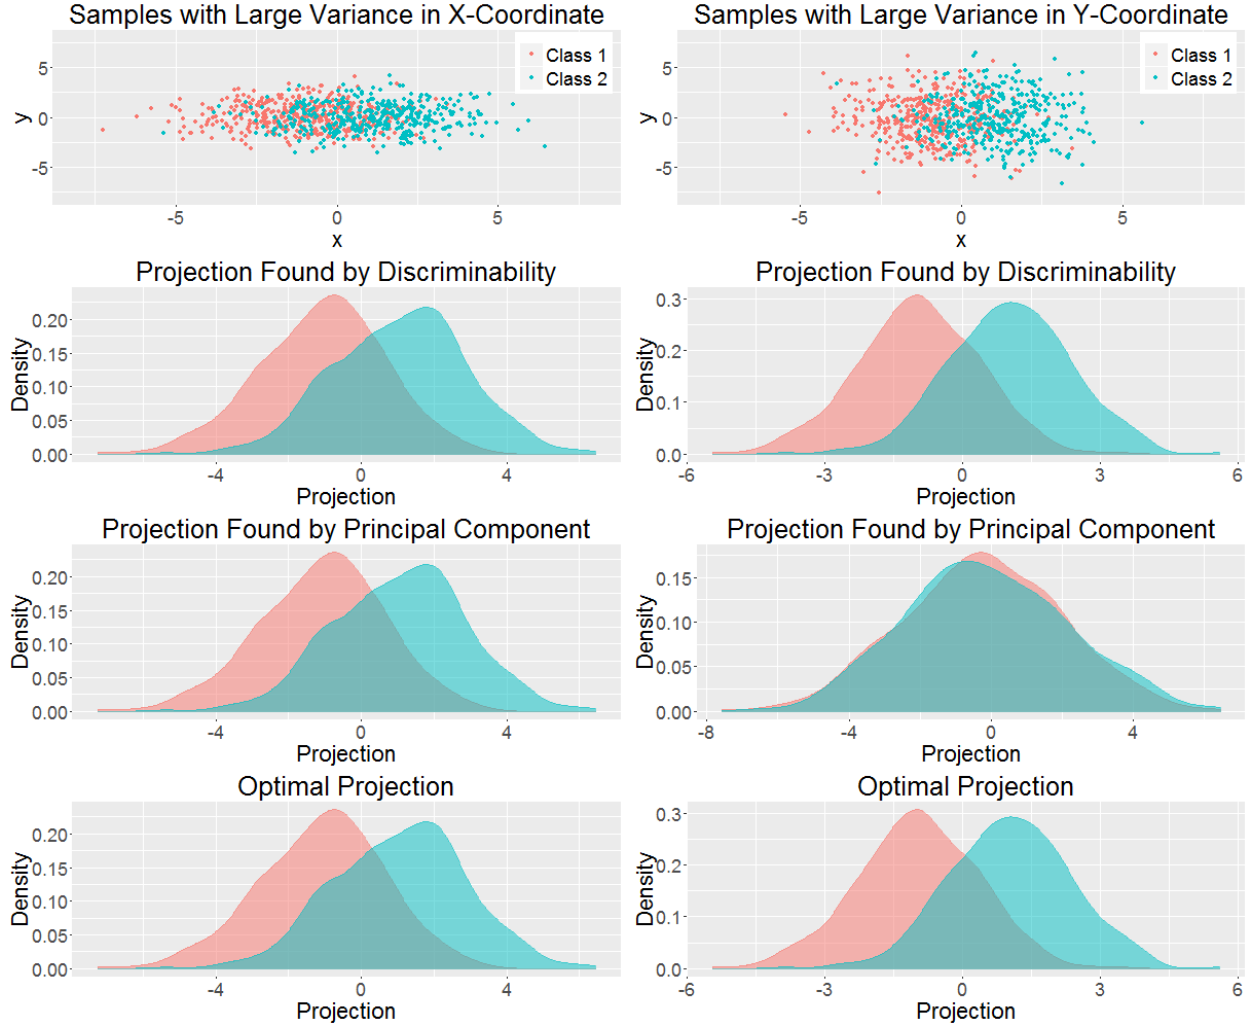 Samples with Large Variance in X-Coordinate
Class 1
Class 2
5
0
-5
y
-5 0 5
x
Samples with Large Variance in Y-Coordinate
Class 1
Class 2
5
0
-5
y
-5 0 5
x
Projection Found by Discriminability
0.20
0.15
0.10
0.05
0.00
Density
-4 0 4
Projection
Projection Found by Discriminability
0.3
0.2
0.1
0.0
Density
-6 -3 0 3 6
Projection
Projection Found by Principal Component
0.20
0.15
0.10
0.05
0.00
Density
-4 0 4
Projection
Projection Found by Principal Component
0.15
0.10
0.05
0.00
Density
-8 -4 0 4
Projection
Optimal Projection
0.20
0.15
0.10
0.05
0.00
Density
-4 0 4
Projection
Optimal Projection
0.3
0.2
0.1
0.0
Density
-6 -3 0 3 6
Projection